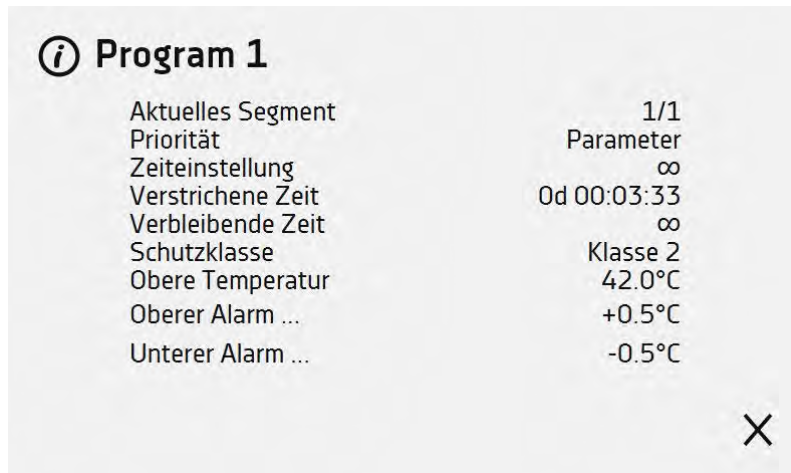 Program 1
Aktuelles Segment 1/1
Priorität Parameter
Zeiteinstellung ∞
Verstrichene Zeit 0d 00:03:33
Verbleibende Zeit ∞
Schutzklasse Klasse 2
Obere Temperatur 42.0°C
Oberer Alarm ... +0.5°C
Unterer Alarm ... -0.5°C